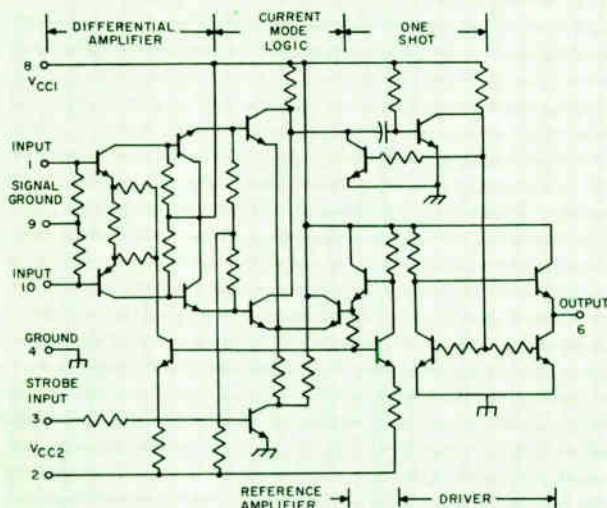 DIFFERENTIAL
AMPLIFIER
CURRENT
MODE
LOGIC
ONE
SHOT
8
VCC1
INPUT
1
SIGNAL
GROUND
9
INPUT
10
GROUND
4
STROBE
INPUT
3
VCC2
2
OUTPUT
6
REFERENCE
AMPLIFIER
DRIVER